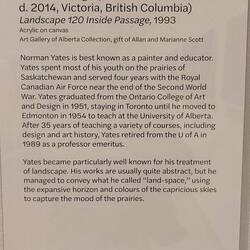 d. 2014, Victoria, British Columbia)
Landscape 120 Inside Passage, 1993
Acrylic on canvas
Art Gallery of Alberta Collection, gift of Allan and Marianne Scott
Norman Yates is best known as a painter and educator.
Yates spent most of his youth on the prairies of
Saskatchewan and served four years with the Royal
Canadian Air Force near the end of the Second World
War. Yates graduated from the Ontario College of Art
and Design in 1951, staying in Toronto until he moved to
Edmonton in 1954 to teach at the University of Alberta.
After 35 years of teaching a variety of courses, including
design and art history, Yates retired from the U of A in
1989 as a professor emeritus.
Yates became particularly well known for his treatment
of landscape. His works are usually quite abstract, but he
managed to convey what he called "land-space," using
the expansive horizon and colours of the capricious skies
to capture the mood of the prairies.